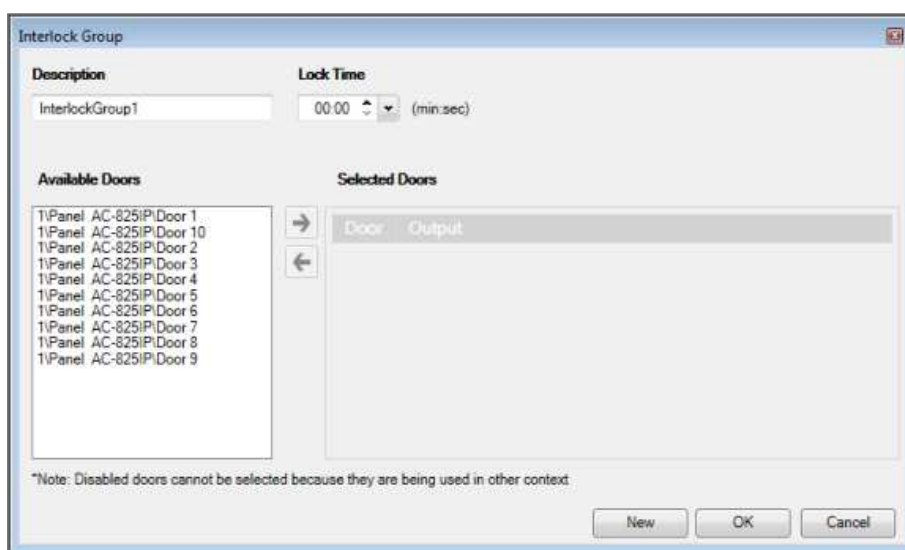 Interlock Group
Description
Lock Time
InterlockGroup1
00:00
(min:sec)
Available Doors
Selected Doors
1\Panel AC-825IP\Door 1
1\Panel AC-825IP\Door 10
1\Panel AC-825IP\Door 2
1\Panel AC-825IP\Door 3
1\Panel AC-825IP\Door 4
1\Panel AC-825IP\Door 5
1\Panel AC-825IP\Door 6
1\Panel AC-825IP\Door 7
1\Panel AC-825IP\Door 8
1\Panel AC-825IP\Door 9
Door Output
*Note: Disabled doors cannot be selected because they are being used in other context
New OK Cancel